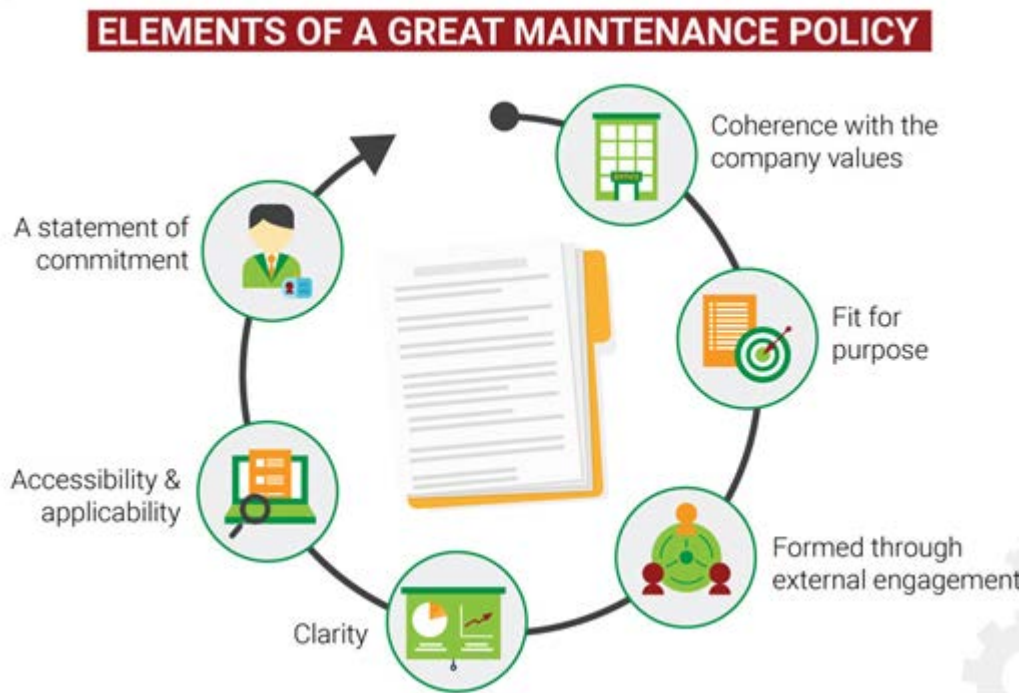 ELEMENTS OF A GREAT MAINTENANCE POLICY
Coherence with the
company values
Fit for
purpose
Formed through
external engagement
Clarity
Accessibility &
applicability
A statement of
commitment